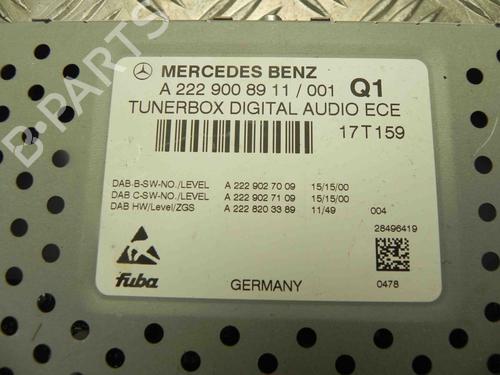 MERCEDES BENZ
A 222 900 89 11 / 001 Q1
TUNERBOX DIGITAL AUDIO ECE
17T159
DAB B-SW-NO./LEVEL A 222 902 70 09 15/15/00
DAB C-SW-NO./LEVEL A 222 902 71 09 15/15/00
DAB HW/Level/ZGS A 222 820 33 89 11/49 004
28496419
fuba
GERMANY
0478